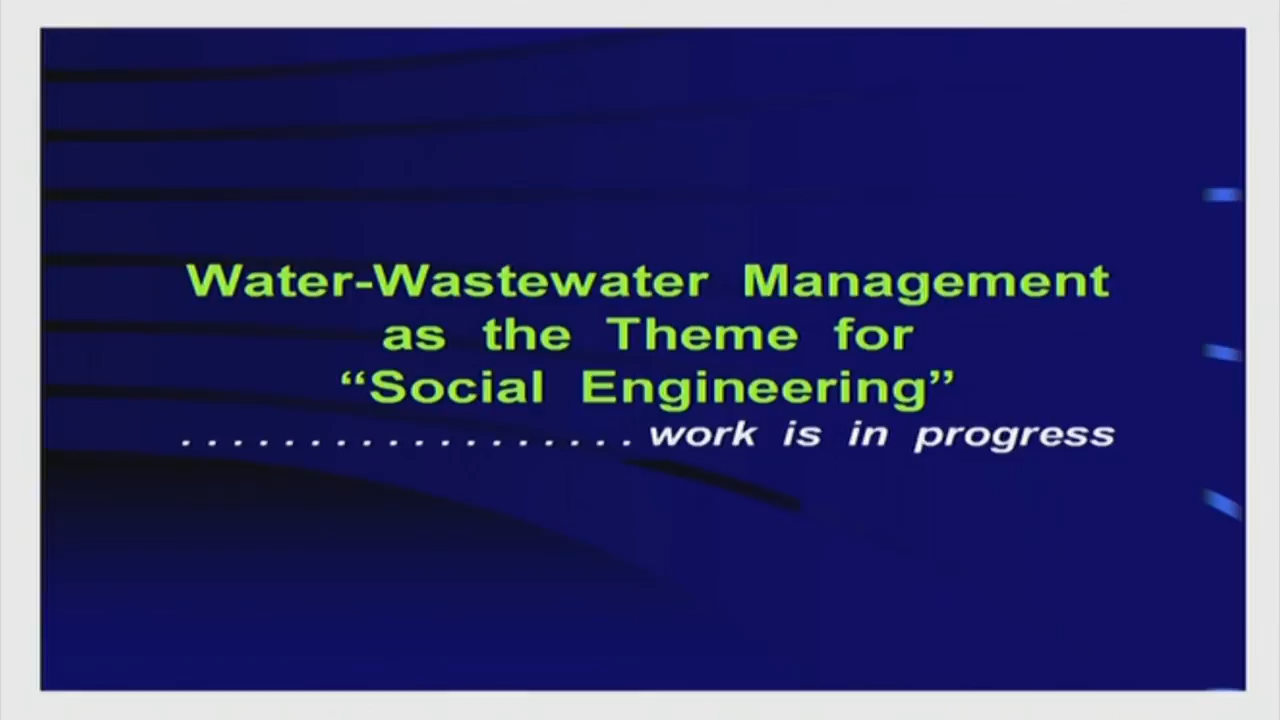 Water-Wastewater Management
as the Theme for
“Social Engineering”
. . . . . . . . . . . . . . . . . . work is in progress